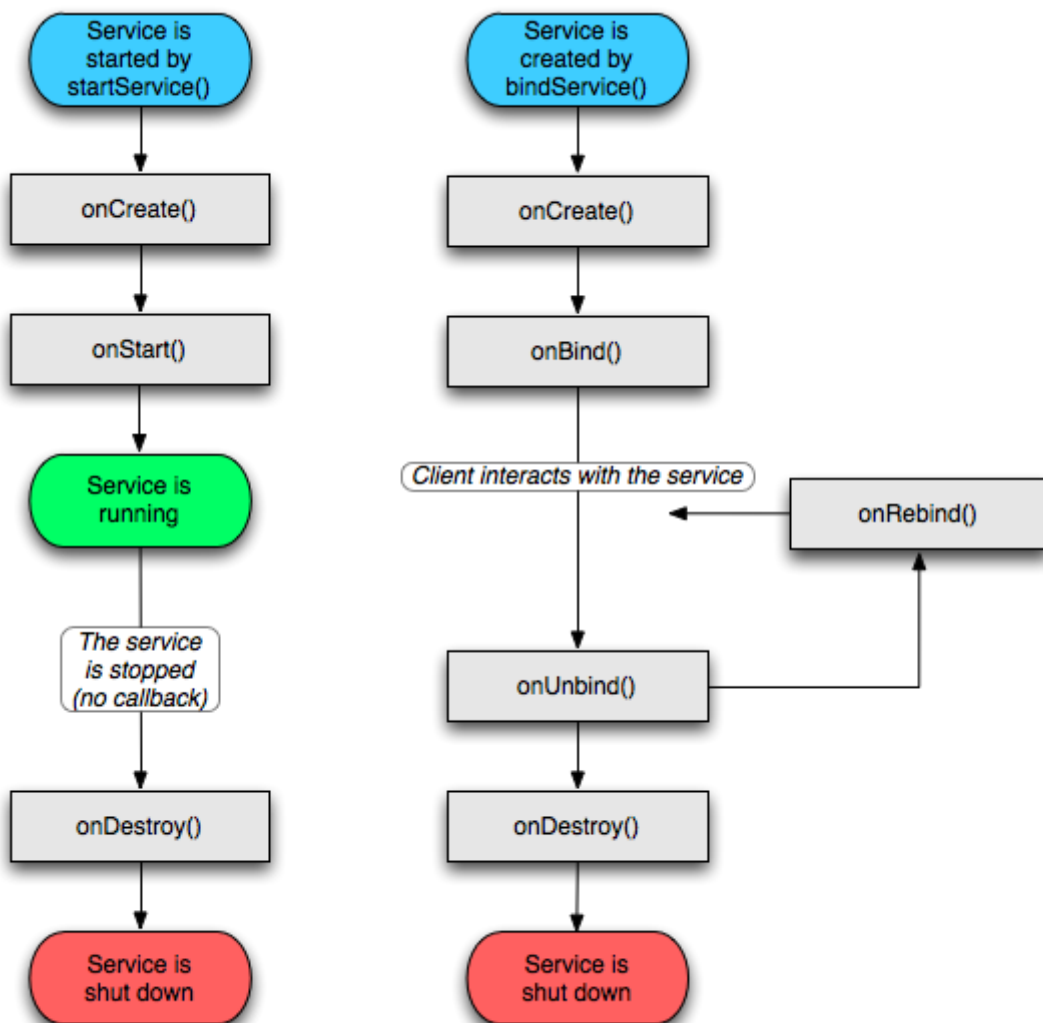 Service is
started by
startService()
onCreate()
onStart()
Service is
running
The service
is stopped
(no callback)
onDestroy()
Service is
shut down
Service is
created by
bindService()
onCreate()
onBind()
Client interacts with the service
onRebind()
onUnbind()
onDestroy()
Service is
shut down